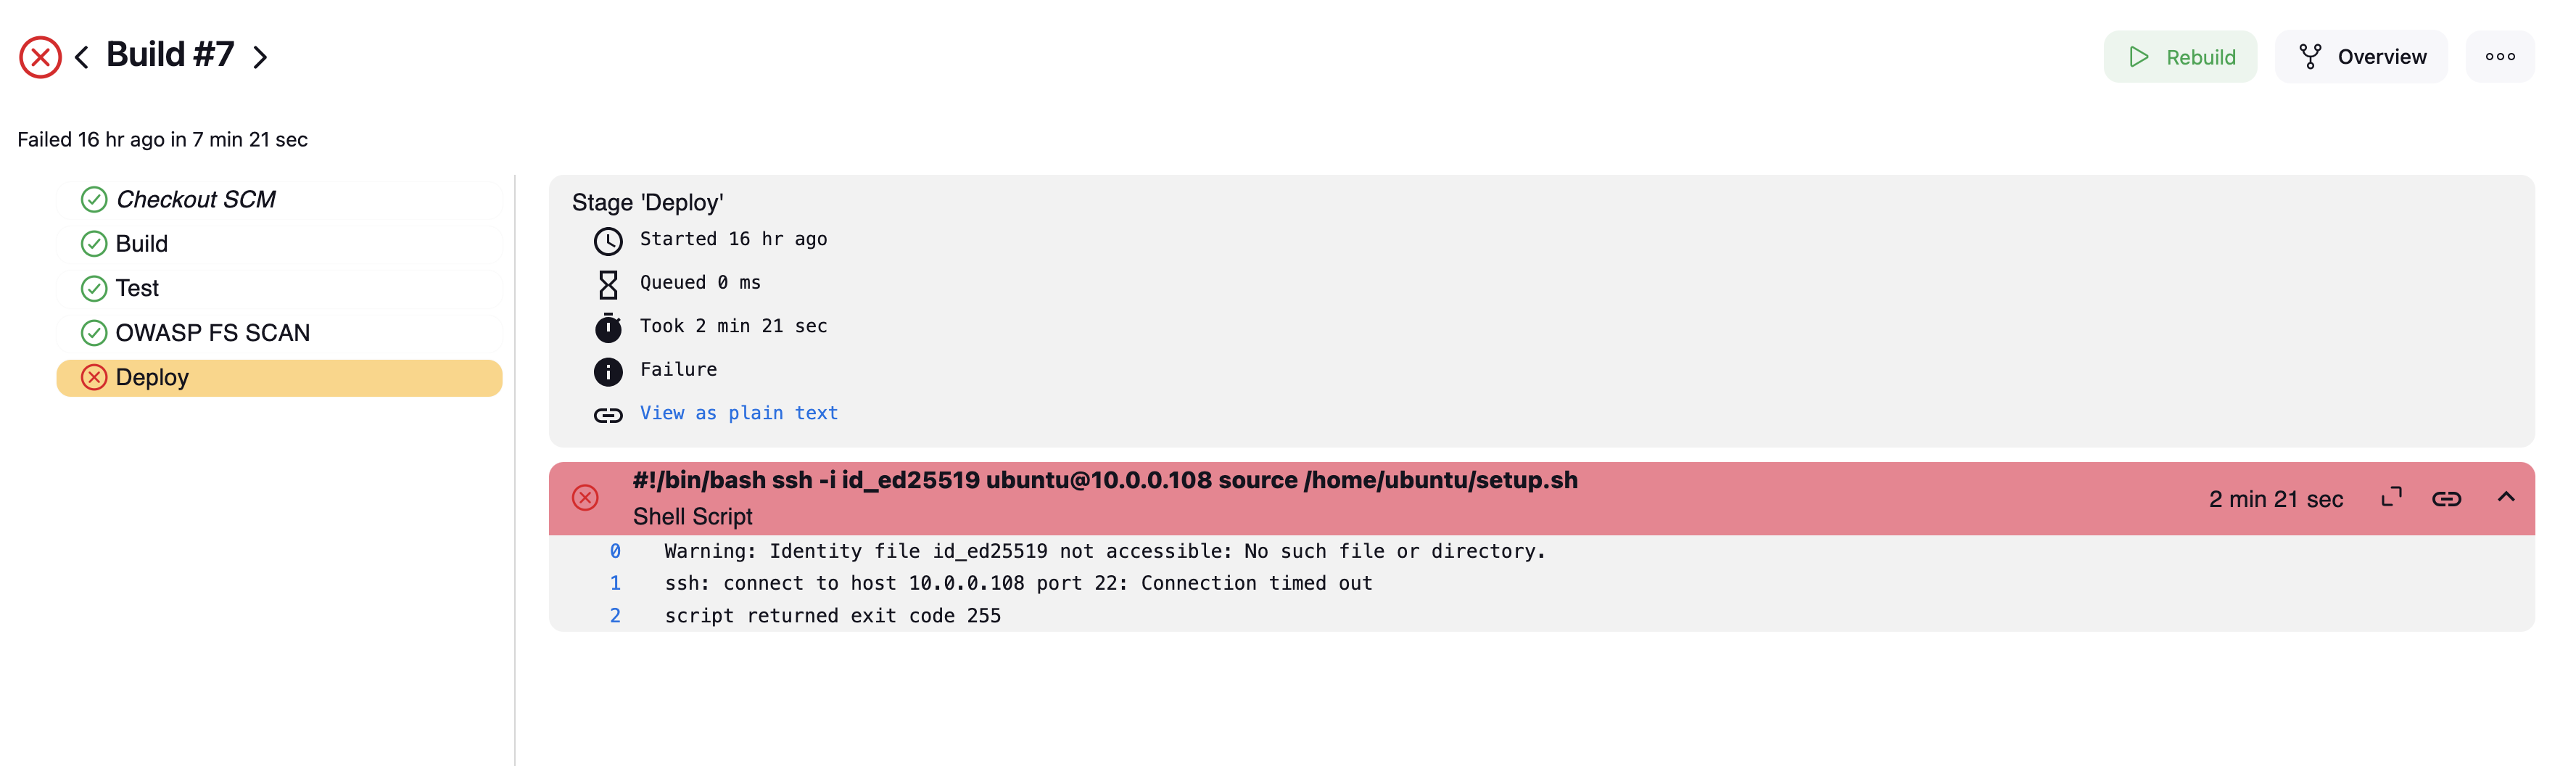 Build #7
Rebuild
Overview
Failed 16 hr ago in 7 min 21 sec
Checkout SCM
Build
Test
OWASP FS SCAN
Deploy
Stage 'Deploy'
Started 16 hr ago
Queued 0 ms
Took 2 min 21 sec
Failure
View as plain text
#!/bin/bash ssh -i id_ed25519 ubuntu@10.0.0.108 source /home/ubuntu/setup.sh
Shell Script
2 min 21 sec
0 Warning: Identity file id_ed25519 not accessible: No such file or directory.
1 ssh: connect to host 10.0.0.108 port 22: Connection timed out
2 script returned exit code 255